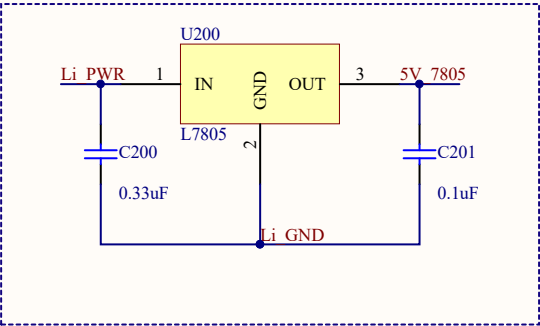 U200
Li_PWR
1
IN
GND
OUT
3
5V_7805
L7805
2
C200
0.33uF
C201
0.1uF
Li_GND